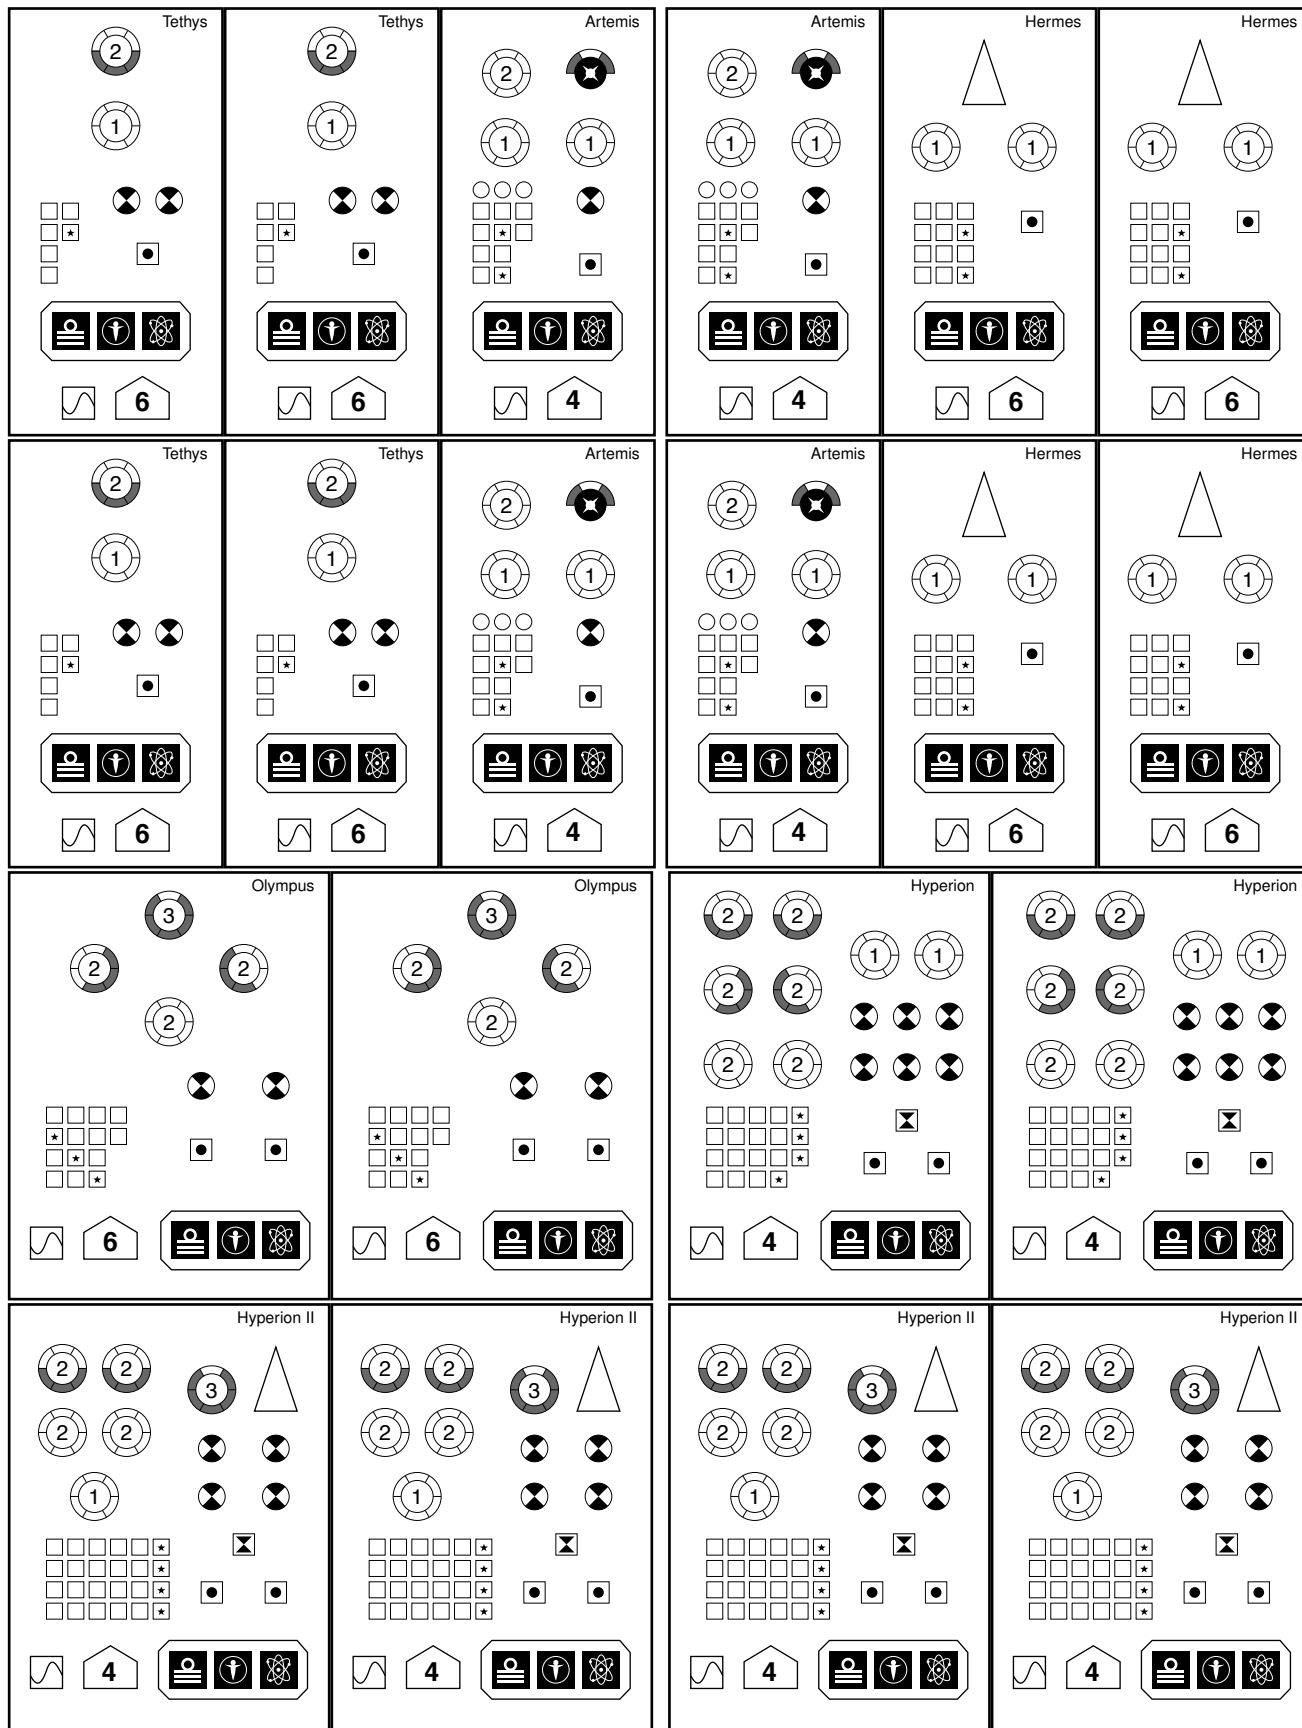 Tethys Tethys Artemis Artemis Hermes Hermes
2 2
2 2
1 1 1 1 1 1 1 1 1 1
6 6 4 4 6 6
Tethys Tethys Artemis Artemis Hermes Hermes
2 2
2 2
1 1 1 1 1 1 1 1 1 1
6 6 4 4 6 6
Olympus Olympus Hyperion Hyperion
3 3 2 2 2 2
1 1 1 1
2 2 2 2
2 2 2 2
2 2
2 2 2 2
6 6 4 4
Hyperion II Hyperion II Hyperion II Hyperion II
2 2 2 2 2 2 2 2
3 3 3 3
2 2 2 2 2 2 2 2
1 1 1 1
4 4 4 4